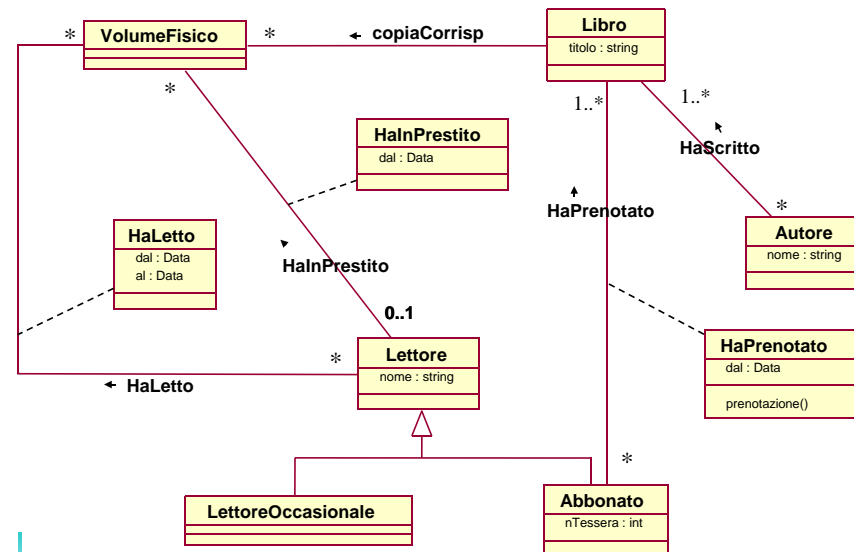 Libro
titolo : string
* VolumeFisico * copiaCorrisp
*
1..* 1..*
HaInPrestito
dal : Data
HaScritto
HaPrenotato
*
HaLetto
dal : Data
al : Data
Autore
nome : string
HaInPrestito
0..1
Lettore
nome : string
*
HaLetto
HaPrenotato
dal : Data
prenotazione()
*
LettoreOccasionale
Abbonato
nTessera : int